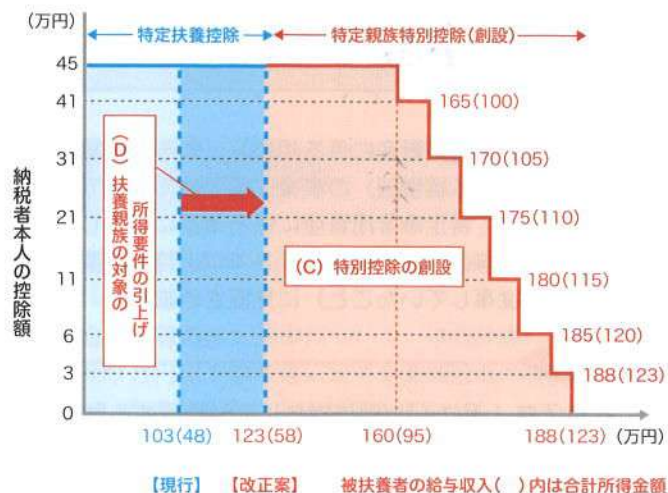 (万円)
特定扶養控除
特定親族特別控除(創設)
45
41
31
21
11
6
3
0
納税者本人の控除額
165(100)
170(105)
175(110)
180(115)
185(120)
188(123)
(D)扶養親族の対象の
所得要件の引上げ
(C)特別控除の創設
103(48)
123(58)
160(95)
188(123)
(万円)
【現行】
【改正案】
被扶養者の給与収入( )内は合計所得金額